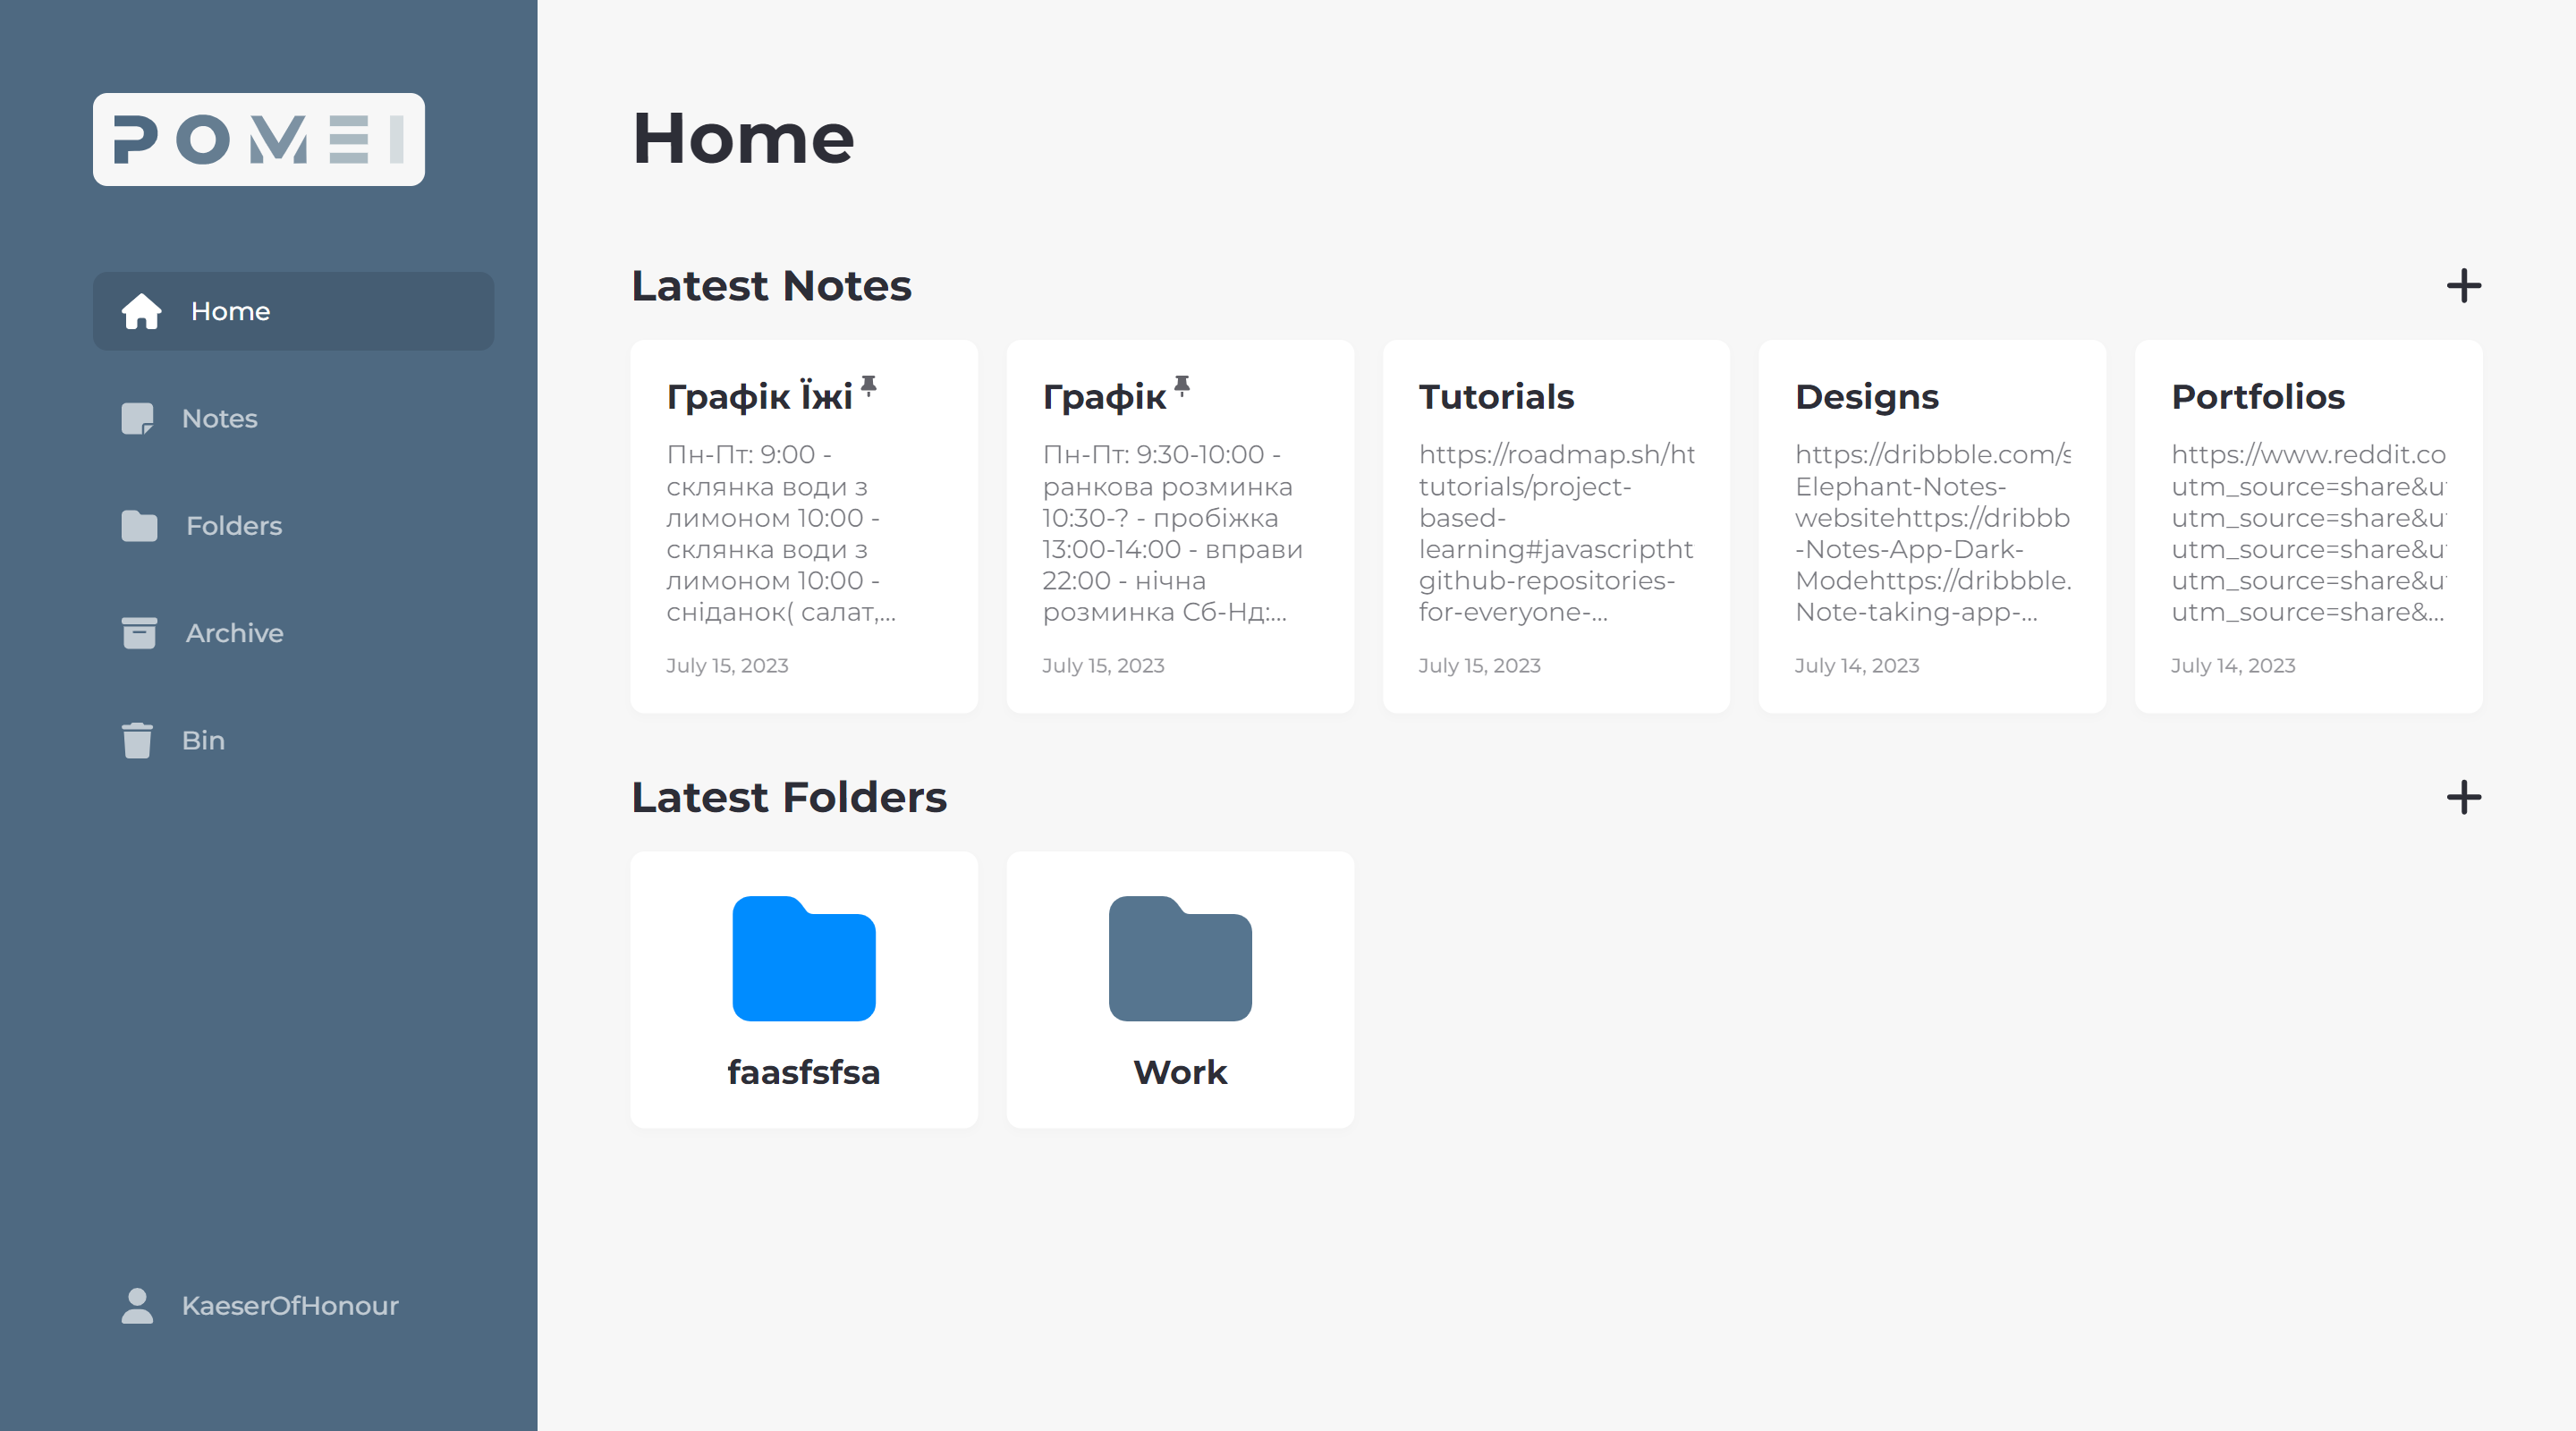 POMEI
Home
Notes
Folders
Archive
Bin
KaeserOfHonour
Home
Latest Notes
Графік Їжі
Пн-Пт: 9:00 -
склянка води з
лимоном 10:00 -
склянка води з
лимоном 10:00 -
сніданок( салат,...
July 15, 2023
Графік
Пн-Пт: 9:30-10:00 -
ранкова розминка
10:30-? - пробіжка
13:00-14:00 - вправи
22:00 - нічна
розминка Сб-Нд:...
July 15, 2023
Tutorials
https://roadmap.sh/ht
tutorials/project-
based-
learning#javascriptht
github-repositories-
for-everyone-...
July 15, 2023
Designs
https://dribbble.com/s
Elephant-Notes-
websitehttps://dribbb
-Notes-App-Dark-
Modehttps://dribbble.
Note-taking-app-...
July 14, 2023
Portfolios
https://www.reddit.co
utm_source=share&u
utm_source=share&u
utm_source=share&u
utm_source=share&u
utm_source=share&...
July 14, 2023
Latest Folders
faasfsfsa
Work